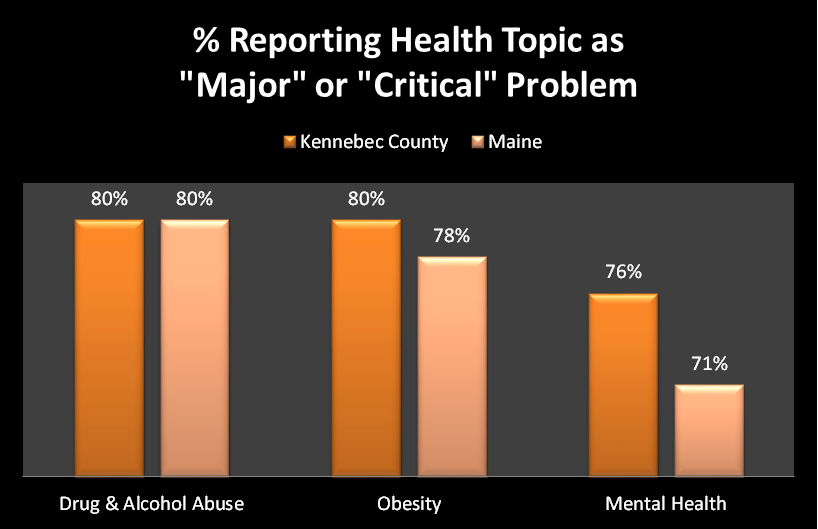 % Reporting Health Topic as
"Major" or "Critical" Problem
Kennebec County Maine
80% 80% 80% 78% 76% 71%
Drug & Alcohol Abuse Obesity Mental Health